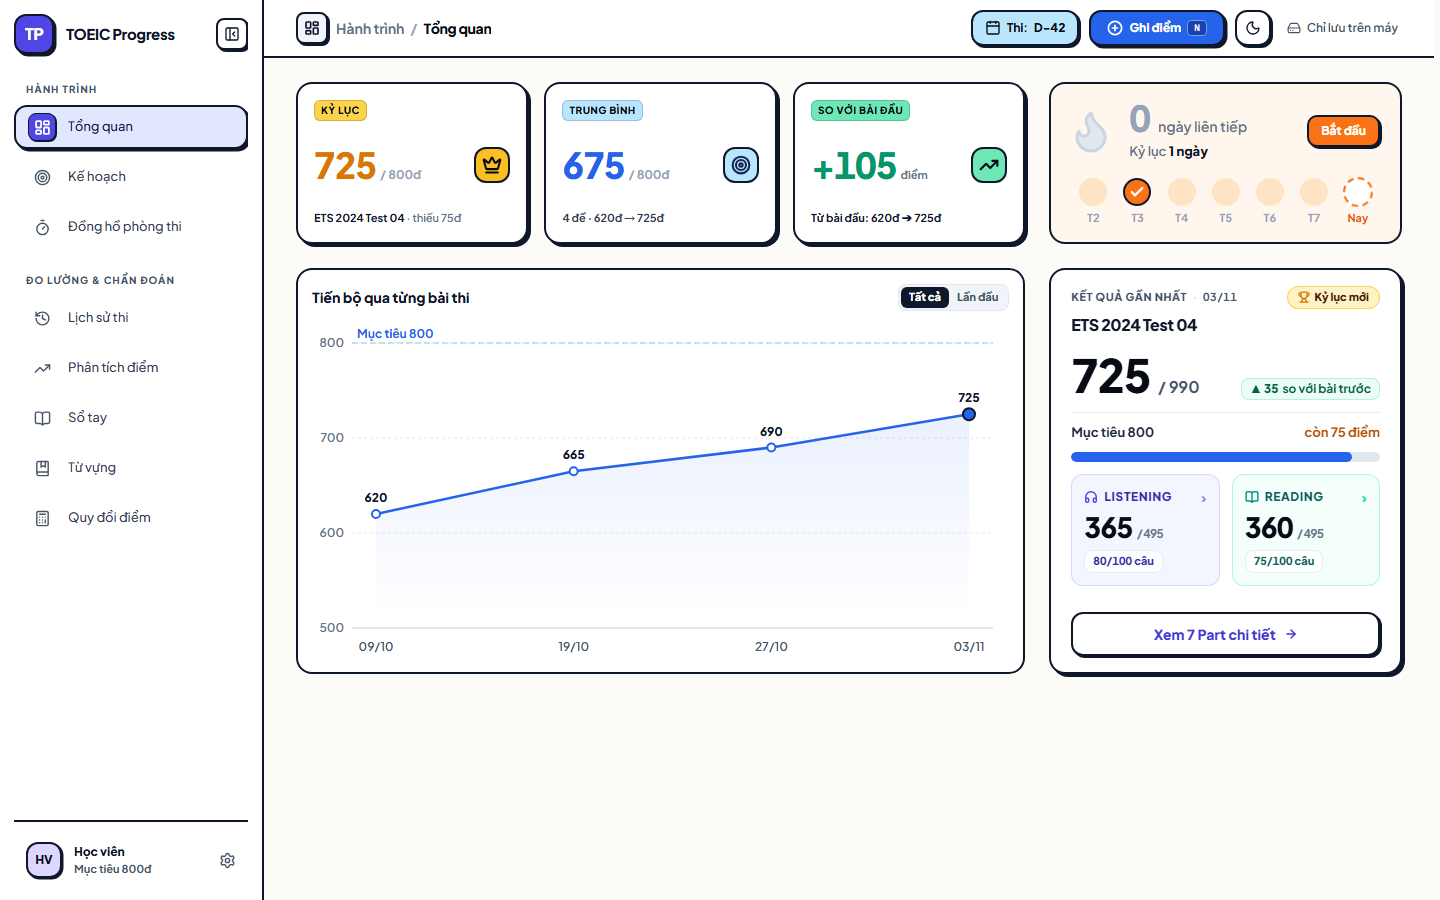 TP TOEIC Progress
HÀNH TRÌNH
Tổng quan
Kế hoạch
Đồng hồ phòng thi
ĐO LƯỜNG & CHẨN ĐOÁN
Lịch sử thi
Phân tích điểm
Sổ tay
Từ vựng
Quy đổi điểm
HV
Học viên
Mục tiêu 800đ
Hành trình / Tổng quan
Thi: D-42
Ghi điểm N
Chỉ lưu trên máy
KỶ LỤC
725 / 800đ
ETS 2024 Test 04 · thiếu 75đ
TRUNG BÌNH
675 / 800đ
4 đề · 620đ → 725đ
SO VỚI BÀI ĐẦU
+105 điểm
Từ bài đầu: 620đ ➔ 725đ
0 ngày liên tiếp
Kỷ lục 1 ngày
Bắt đầu
T2 T3 T4 T5 T6 T7 Nay
Tiến bộ qua từng bài thi
Tất cả Lần đầu
Mục tiêu 800
800
700
600
500
620
665
690
725
09/10 19/10 27/10 03/11
KẾT QUẢ GẦN NHẤT · 03/11
Kỷ lục mới
ETS 2024 Test 04
725 / 990
▲ 35 so với bài trước
Mục tiêu 800 còn 75 điểm
LISTENING ›
365 /495
80/100 câu
READING ›
360 /495
75/100 câu
Xem 7 Part chi tiết →